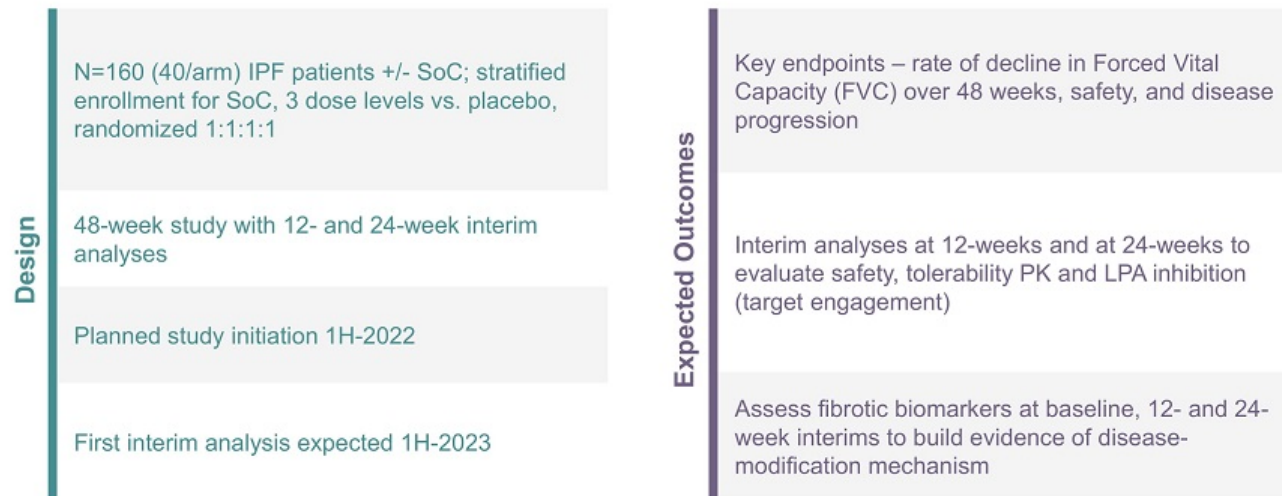 Design
N=160 (40/arm) IPF patients +/- SoC; stratified
enrollment for SoC, 3 dose levels vs. placebo,
randomized 1:1:1:1
48-week study with 12- and 24-week interim
analyses
Planned study initiation 1H-2022
First interim analysis expected 1H-2023
Expected Outcomes
Key endpoints – rate of decline in Forced Vital
Capacity (FVC) over 48 weeks, safety, and disease
progression
Interim analyses at 12-weeks and at 24-weeks to
evaluate safety, tolerability PK and LPA inhibition
(target engagement)
Assess fibrotic biomarkers at baseline, 12- and 24-
week interims to build evidence of disease-
modification mechanism